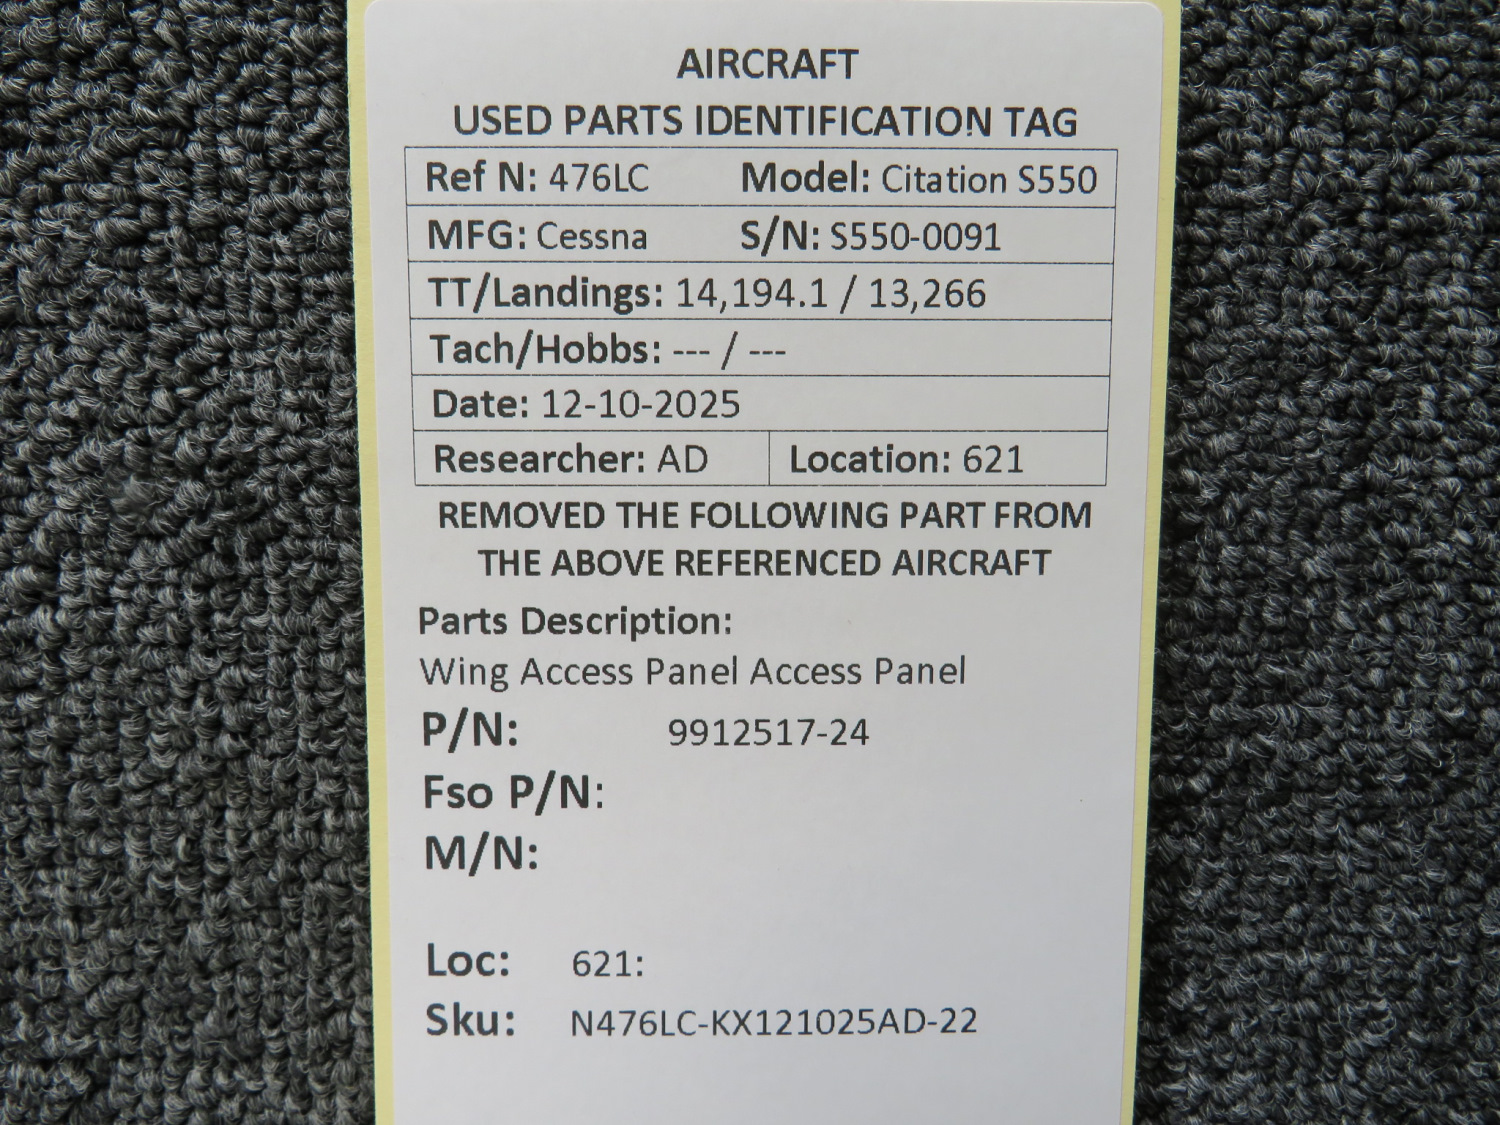 AIRCRAFT
USED PARTS IDENTIFICATION TAG
Ref N: 476LC Model: Citation S550
MFG: Cessna S/N: S550-0091
TT/Landings: 14,194.1 / 13,266
Tach/Hobbs: --- / ---
Date: 12-10-2025
Researcher: AD Location: 621
REMOVED THE FOLLOWING PART FROM
THE ABOVE REFERENCED AIRCRAFT
Parts Description:
Wing Access Panel Access Panel
P/N: 9912517-24
Fso P/N:
M/N:
Loc: 621:
Sku: N476LC-KX121025AD-22